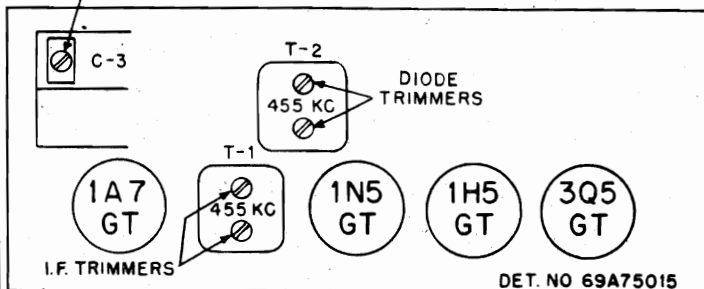 C-3
T-2
455 KC
DIODE
TRIMMERS
T-1
455 KC
1A7
GT
1N5
GT
1H5
GT
3Q5
GT
I.F. TRIMMERS
DET. NO 69A75015